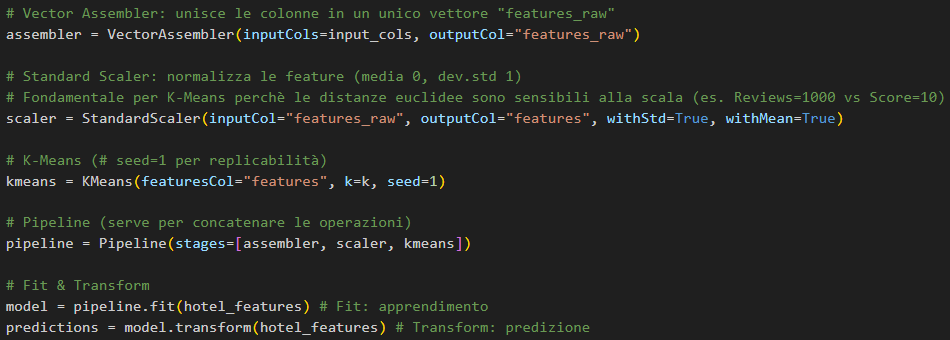 # Vector Assembler: unisce le colonne in un unico vettore "features_raw"
assembler = VectorAssembler(inputCols=input_cols, outputCol="features_raw")
# Standard Scaler: normalizza le feature (media 0, dev.std 1)
# Fondamentale per K-Means perchè le distanze euclidee sono sensibili alla scala (es. Reviews=1000 vs Score=10)
scaler = StandardScaler(inputCol="features_raw", outputCol="features", withStd=True, withMean=True)
# K-Means (# seed=1 per replicabilità)
kmeans = KMeans(featuresCol="features", k=k, seed=1)
# Pipeline (serve per concatenare le operazioni)
pipeline = Pipeline(stages=[assembler, scaler, kmeans])
# Fit & Transform
model = pipeline.fit(hotel_features) # Fit: apprendimento
predictions = model.transform(hotel_features) # Transform: predizione